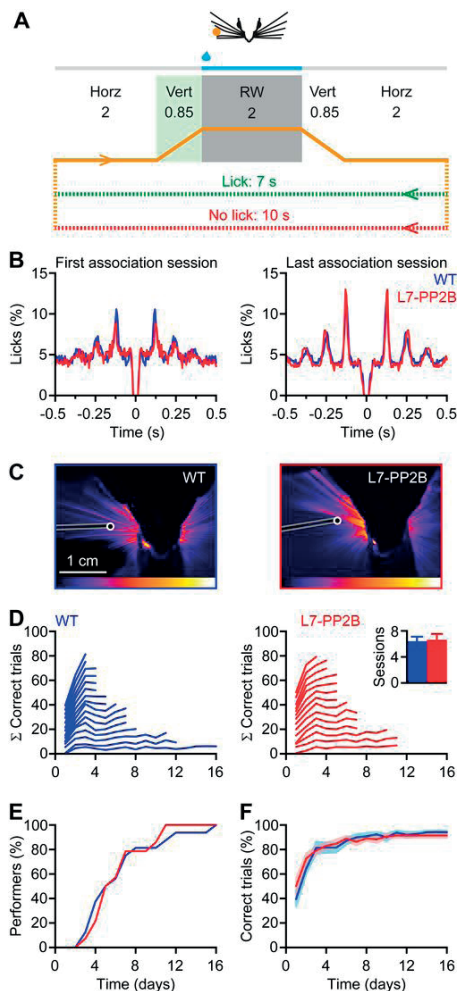 A
Horz Vert RW Vert Horz
2 0.85 2 0.85 2
Lick: 7 s
No lick: 10 s
B First association session Last association session
WT
L7-PP2B
Licks (%)
15
10
5
0
-0.5 -0.25 0 0.25 0.5
Time (s)
Licks (%)
15
10
5
0
-0.5 -0.25 0 0.25 0.5
Time (s)
C
WT
1 cm
L7-PP2B
D WT
Σ Correct trials
100
80
60
40
20
0
0 4 8 12 16
L7-PP2B
Σ Correct trials
100
80
60
40
20
0
0 4 8 12 16
Sessions
8
4
0
E
Performers (%)
100
80
60
40
20
0
0 4 8 12 16
Time (days)
F
Correct trials (%)
100
80
60
40
20
0
0 4 8 12 16
Time (days)